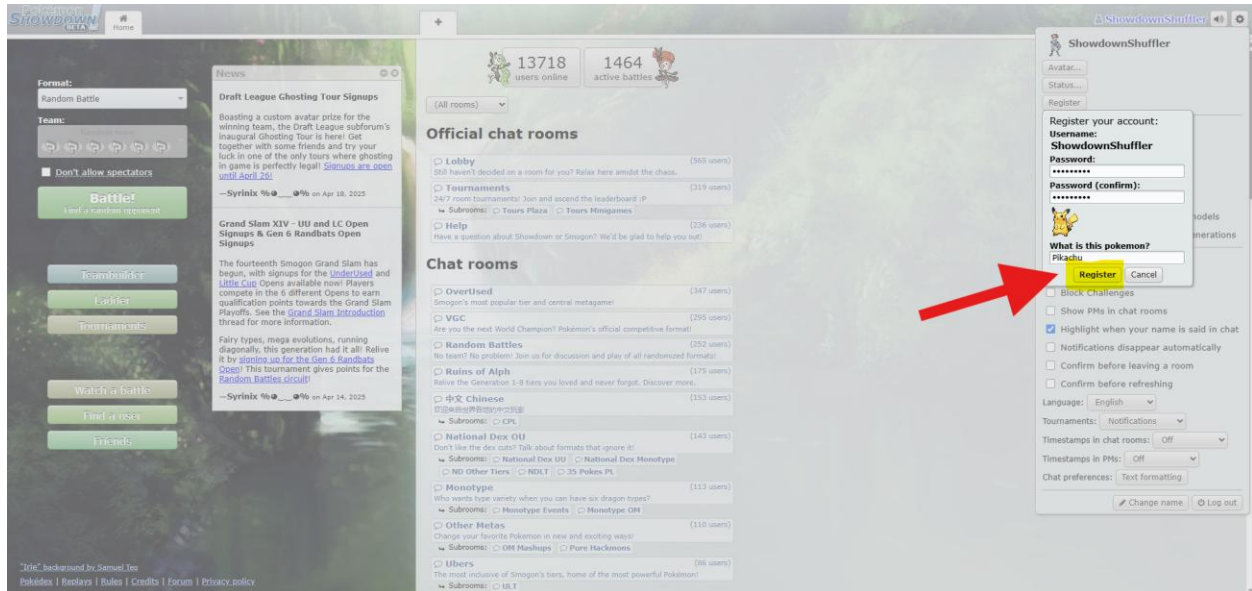 Pokémon
Showdown
BETA
Home
+
ShowdownShuffler
Format:
Random Battle
Team:
Random team
Don't allow spectators
Battle!
Find a random opponent
Teambuilder
Ladder
Tournaments
Watch a battle
Find a user
Friends
"Irie" background by Samuel Teo
Pokédex | Replays | Rules | Credits | Forum | Privacy policy
News
Draft League Ghosting Tour Signups
Boasting a custom avatar prize for the
winning team, the Draft League subforum's
inaugural Ghosting Tour is here! Get
together with some friends and try your
luck in one of the only tours where ghosting
in game is perfectly legal! Signups are open
until April 26!
—Syrinix %@___@% on Apr 18, 2025
Grand Slam XIV - UU and LC Open
Signups & Gen 6 Randbats Open
Signups
The fourteenth Smogon Grand Slam has
begun, with signups for the UnderUsed and
Little Cup Opens available now! Players
compete in the 6 different Opens to earn
qualification points towards the Grand Slam
Playoffs. See the Grand Slam Introduction
thread for more information.
Fairy types, mega evolutions, running
diagonally, this generation had it all! Relive
it by signing up for the Gen 6 Randbats
Open! This tournament gives points for the
Random Battles circuit!
—Syrinix %@___@% on Apr 14, 2025
13718
users online
1464
active battles
(All rooms)
Official chat rooms
Lobby (565 users)
Still haven't decided on a room for you? Relax here amidst the chaos.
Tournaments (319 users)
24/7 room tournaments! Join and ascend the leaderboard :P
Subrooms: Tours Plaza Tours Minigames
Help (236 users)
Have a question about Showdown or Smogon? We'd be glad to help you out!
Chat rooms
OverUsed (347 users)
Smogon's most popular tier and central metagame!
VGC (295 users)
Are you the next World Champion? Pokémon's official competitive format!
Random Battles (252 users)
No team? No problem! Join us for discussion and play of all randomized formats!
Ruins of Alph (175 users)
Relive the Generation 1-8 tiers you loved and never forgot. Discover more.
中文 Chinese (153 users)
Subrooms: CPL
National Dex OU (143 users)
Don't like the dex cuts? Talk about formats that ignore it!
Subrooms: National Dex UU National Dex Monotype
ND Other Tiers NDLT 35 Pokes PL
Monotype (113 users)
Who wants type variety when you can have six dragon types?
Subrooms: Monotype Events Monotype OM
Other Metas (110 users)
Change your favorite Pokemon in new and exciting ways!
Subrooms: OM Mashups Pure Hackmons
Ubers (86 users)
The most inclusive of Smogon's tiers, home of the most powerful Pokémon!
Subrooms: ULT
ShowdownShuffler
Avatar...
Status...
Register
Register your account:
Username:
ShowdownShuffler
Password:
•••••••••
Password (confirm):
•••••••••
What is this pokemon?
Pikachu
Register Cancel
odels
nerations
Block Challenges
Show PMs in chat rooms
Highlight when your name is said in chat
Notifications disappear automatically
Confirm before leaving a room
Confirm before refreshing
Language: English
Tournaments: Notifications
Timestamps in chat rooms: Off
Timestamps in PMs: Off
Chat preferences: Text formatting
Change name Log out